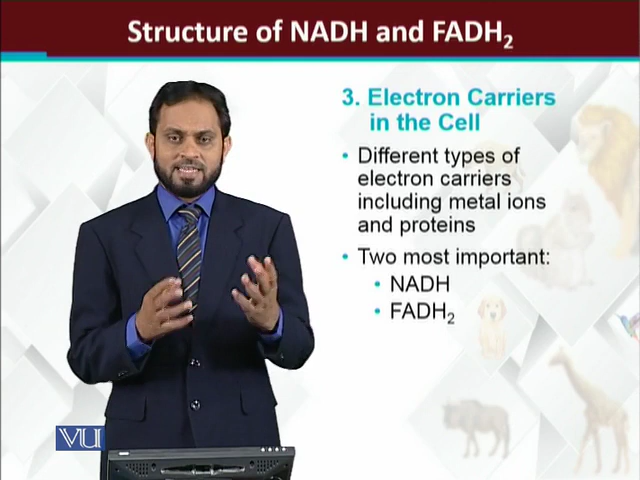 Structure of NADH and FADH₂
3. Electron Carriers
in the Cell
• Different types of
electron carriers
including metal ions
and proteins
• Two most important:
• NADH
• FADH₂
VU